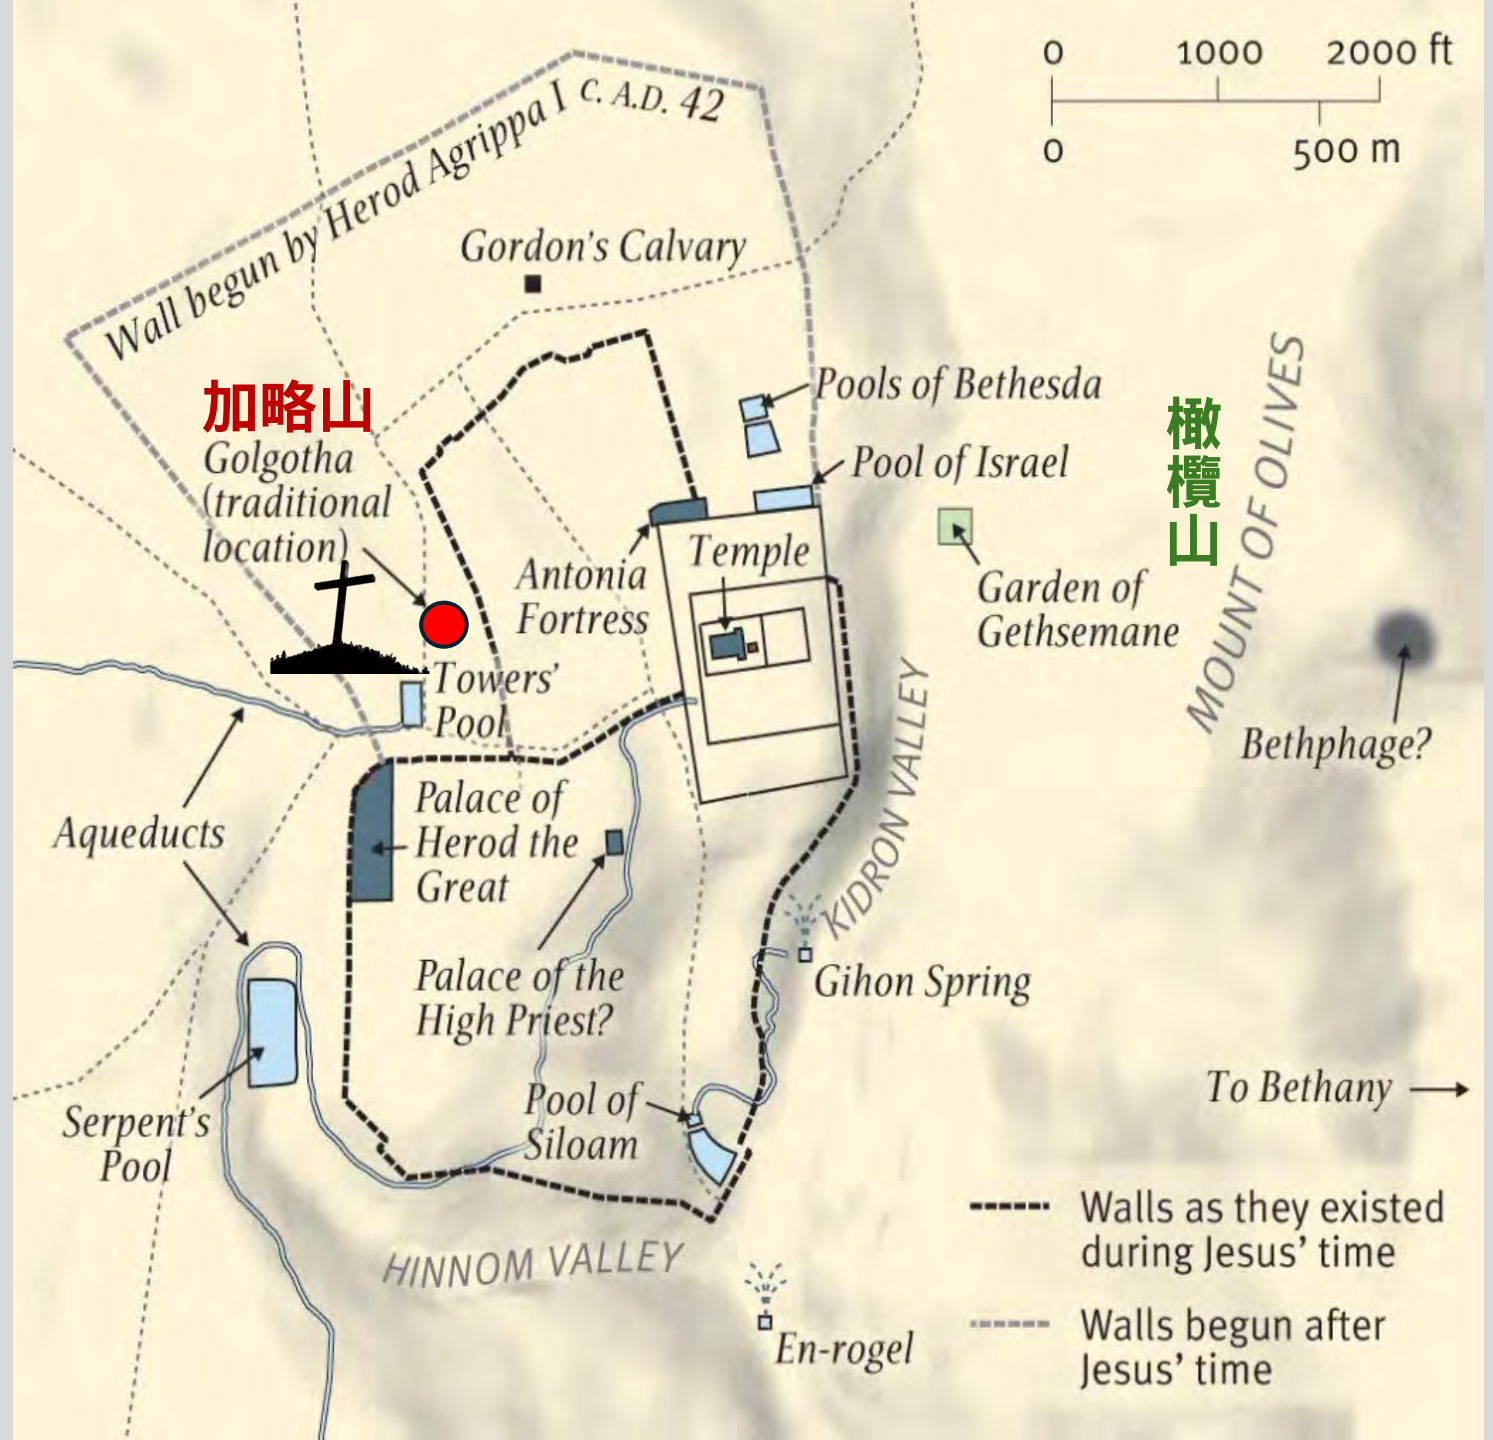 0 1000 2000 ft
0 500 m
Wall begun by Herod Agrippa I c. A.D. 42
Gordon's Calvary
加略山
Golgotha
(traditional
location)
Pools of Bethesda
Pool of Israel
橄欖山
MOUNT OF OLIVES
Antonia
Fortress
Temple
Garden of
Gethsemane
Towers'
Pool
Bethphage?
KIDRON VALLEY
Aqueducts
Palace of
Herod the
Great
Palace of the
High Priest?
Gihon Spring
Serpent's
Pool
Pool of
Siloam
To Bethany
HINNOM VALLEY
En-rogel
Walls as they existed
during Jesus' time
Walls begun after
Jesus' time